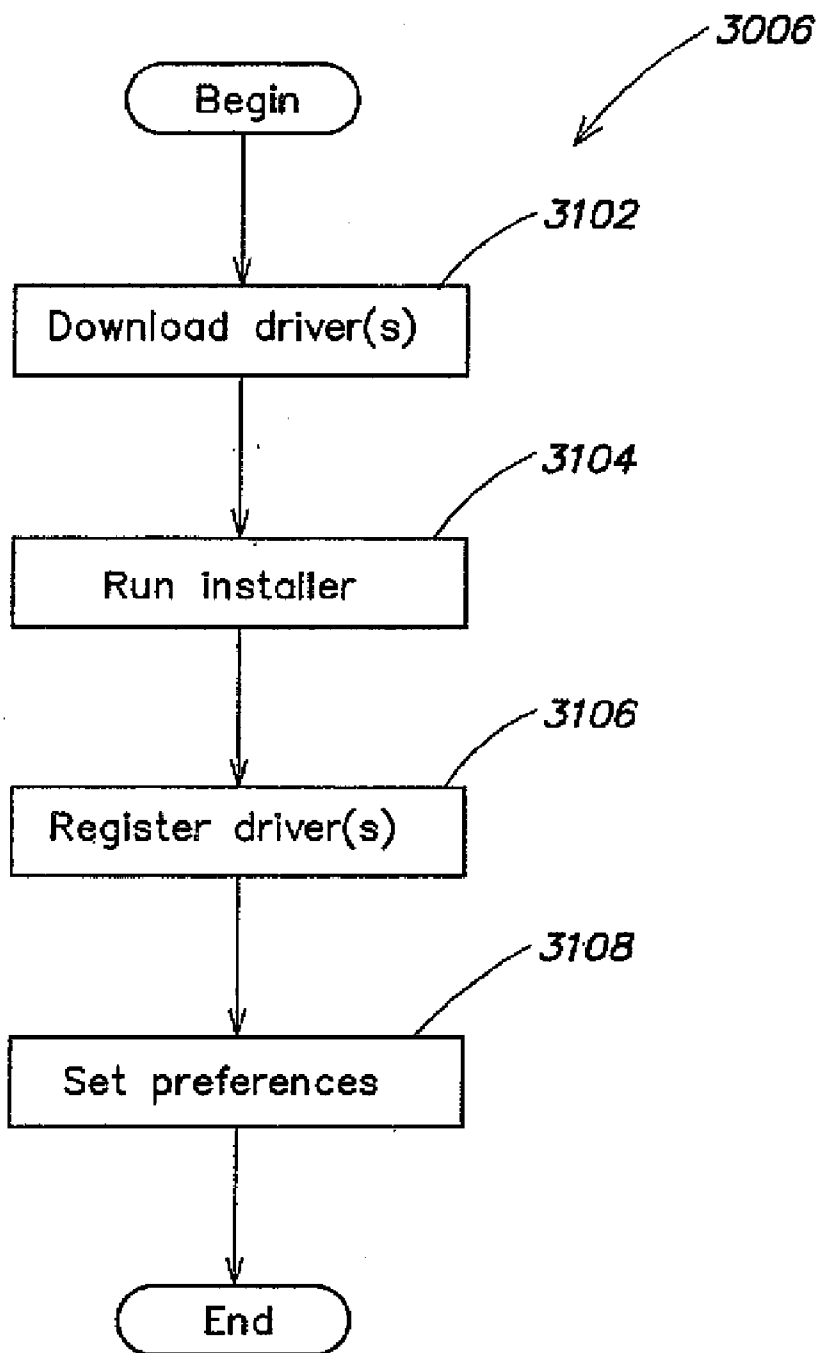 3006
Begin
3102
Download driver(s)
3104
Run installer
3106
Register driver(s)
3108
Set preferences
End